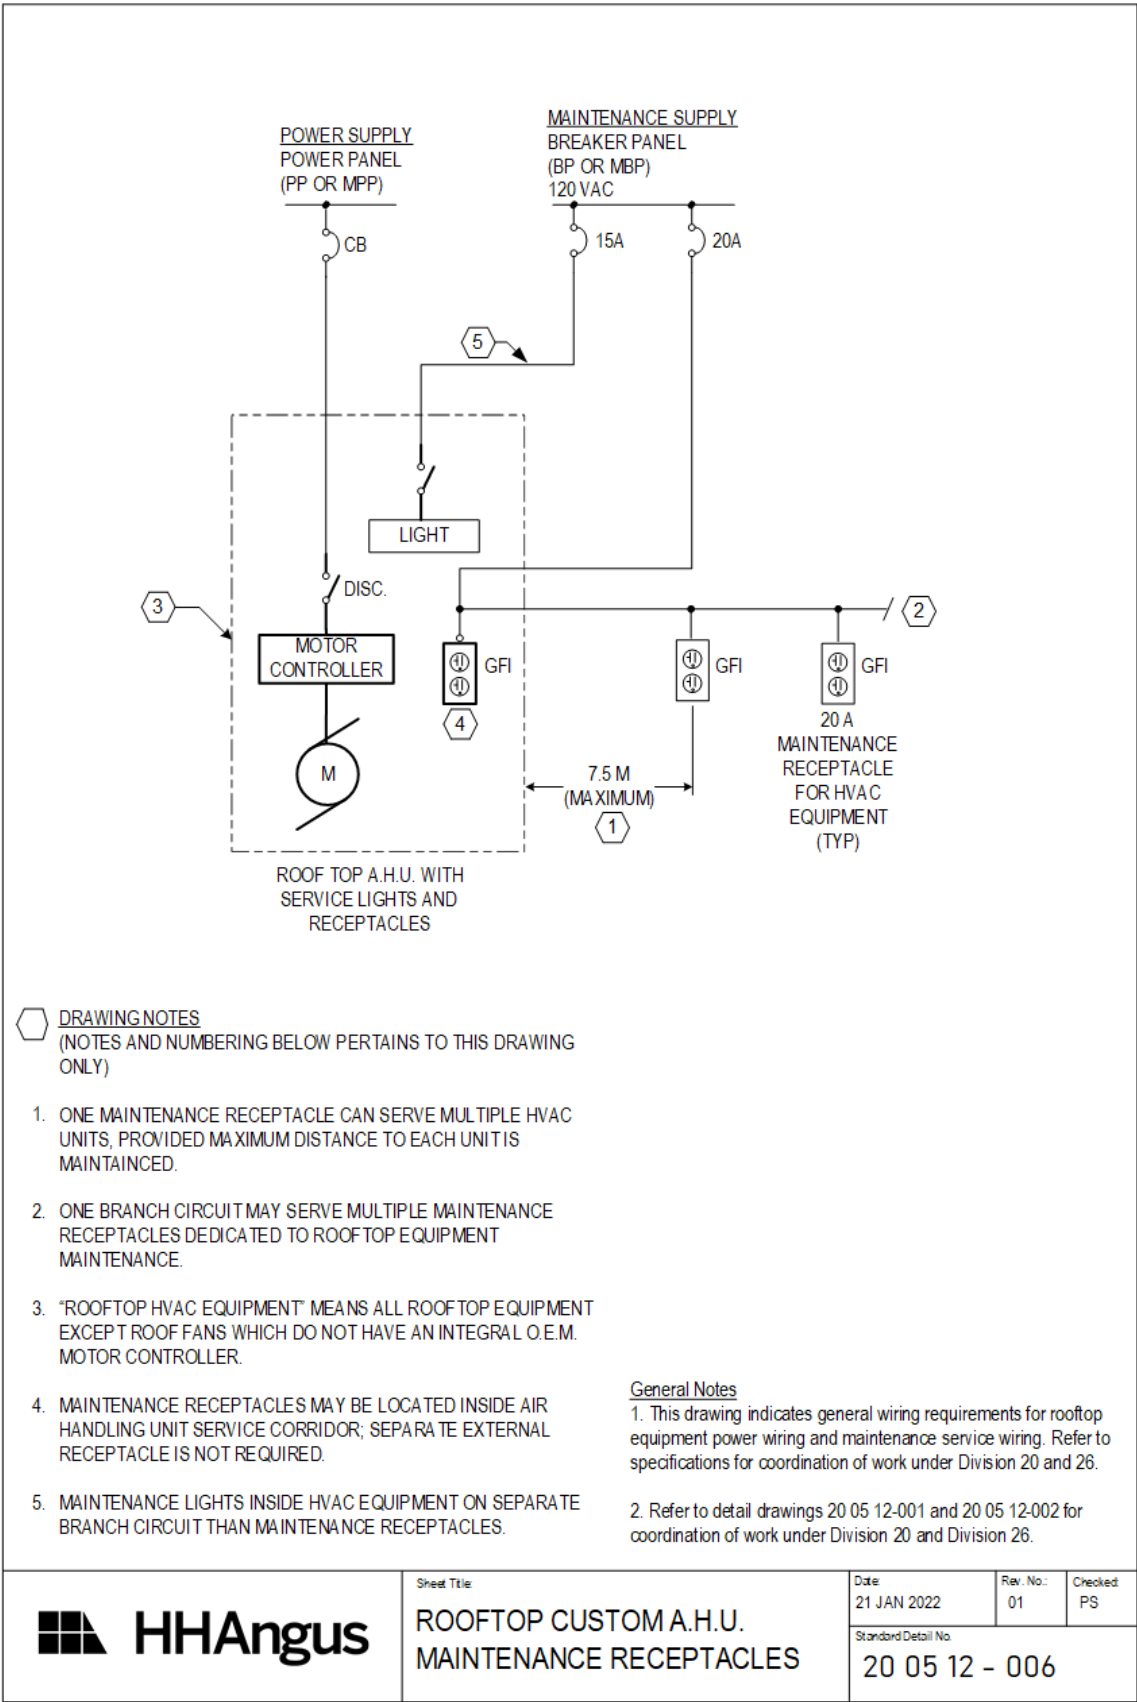 POWER SUPPLY
POWER PANEL
(PP OR MPP)
MAINTENANCE SUPPLY
BREAKER PANEL
(BP OR MBP)
120 VAC
CB
15A
20A
5
LIGHT
DISC.
3
2
MOTOR
CONTROLLER
GFI
GFI
GFI
4
M
7.5 M
(MAXIMUM)
1
20 A
MAINTENANCE
RECEPTACLE
FOR HVAC
EQUIPMENT
(TYP)
ROOF TOP A.H.U. WITH
SERVICE LIGHTS AND
RECEPTACLES
DRAWING NOTES
(NOTES AND NUMBERING BELOW PERTAINS TO THIS DRAWING
ONLY)
1. ONE MAINTENANCE RECEPTACLE CAN SERVE MULTIPLE HVAC
UNITS, PROVIDED MAXIMUM DISTANCE TO EACH UNIT IS
MAINTAINCED.
2. ONE BRANCH CIRCUIT MAY SERVE MULTIPLE MAINTENANCE
RECEPTACLES DEDICATED TO ROOFTOP EQUIPMENT
MAINTENANCE.
3. "ROOFTOP HVAC EQUIPMENT" MEANS ALL ROOFTOP EQUIPMENT
EXCEPT ROOF FANS WHICH DO NOT HAVE AN INTEGRAL O.E.M.
MOTOR CONTROLLER.
4. MAINTENANCE RECEPTACLES MAY BE LOCATED INSIDE AIR
HANDLING UNIT SERVICE CORRIDOR; SEPARATE EXTERNAL
RECEPTACLE IS NOT REQUIRED.
5. MAINTENANCE LIGHTS INSIDE HVAC EQUIPMENT ON SEPARATE
BRANCH CIRCUIT THAN MAINTENANCE RECEPTACLES.
General Notes
1. This drawing indicates general wiring requirements for rooftop
equipment power wiring and maintenance service wiring. Refer to
specifications for coordination of work under Division 20 and 26.
2. Refer to detail drawings 20 05 12-001 and 20 05 12-002 for
coordination of work under Division 20 and Division 26.
HHAngus
Sheet Title:
ROOFTOP CUSTOM A.H.U.
MAINTENANCE RECEPTACLES
Date:
21 JAN 2022
Rev. No.:
01
Checked:
PS
Standard Detail No.
20 05 12 - 006